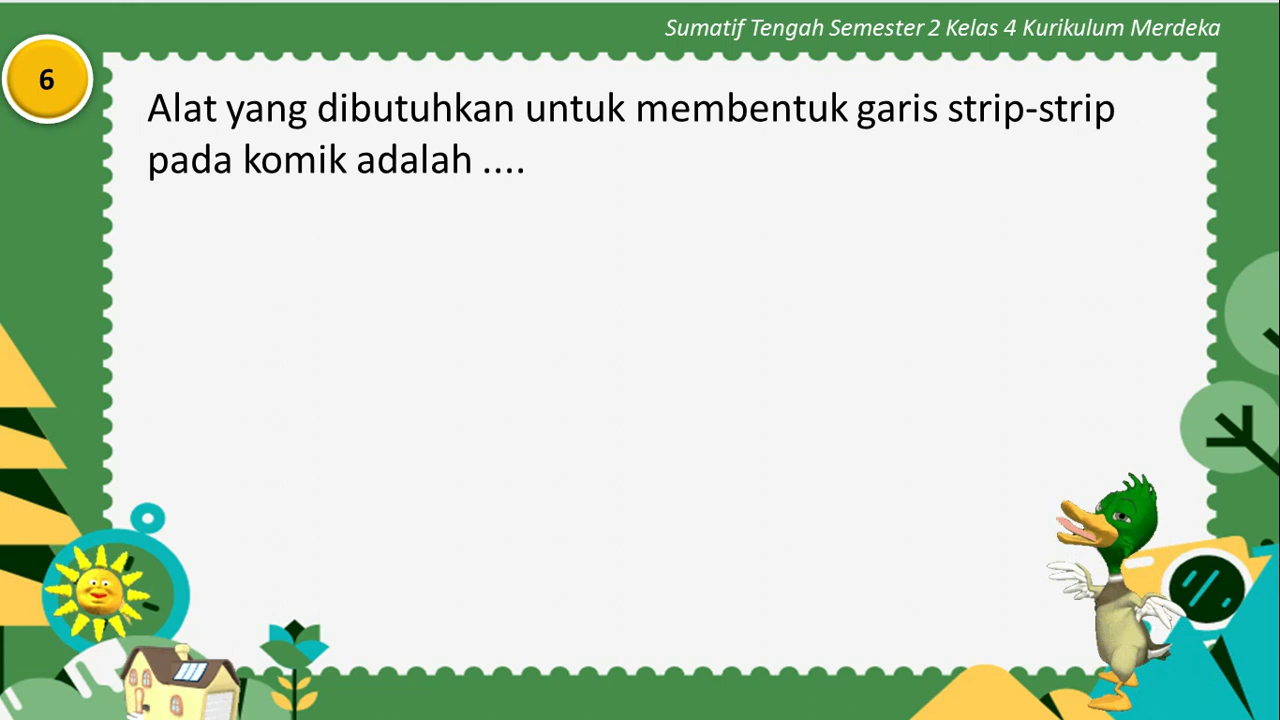 Sumatif Tengah Semester 2 Kelas 4 Kurikulum Merdeka
6
Alat yang dibutuhkan untuk membentuk garis strip-strip
pada komik adalah ....